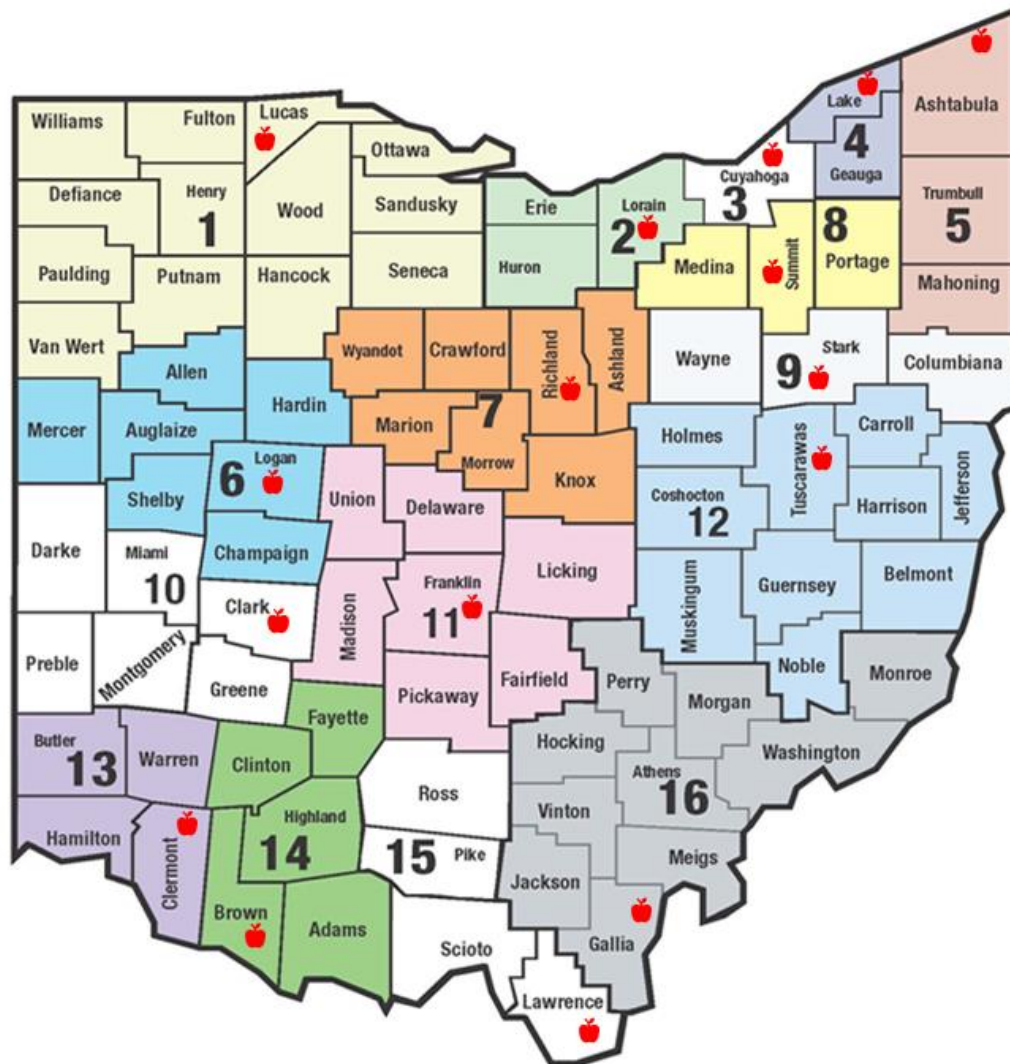 Williams
Fulton
Lucas
Ottawa
Defiance
Henry
1
Wood
Sandusky
Paulding
Putnam
Hancock
Seneca
Van Wert
Erie
Huron
Lorain
2
Cuyahoga
3
Lake
4
Geauga
Ashtabula
Trumbull
5
Mahoning
Medina
Summit
8
Portage
Wyandot
Crawford
Richland
Ashland
Marion
7
Morrow
Knox
Wayne
Stark
9
Columbiana
Allen
Hardin
Mercer
Auglaize
Logan
6
Shelby
Champaign
Union
Delaware
Franklin
11
Licking
Madison
Pickaway
Fairfield
Holmes
Tuscarawas
Carroll
Coshocton
12
Harrison
Jefferson
Muskingum
Guernsey
Belmont
Noble
Darke
Miami
10
Clark
Preble
Montgomery
Greene
Butler
13
Warren
Hamilton
Clermont
Fayette
Clinton
Highland
14
Brown
Adams
Ross
15
Pike
Scioto
Lawrence
Perry
Morgan
Monroe
Hocking
Athens
16
Washington
Vinton
Meigs
Jackson
Gallia